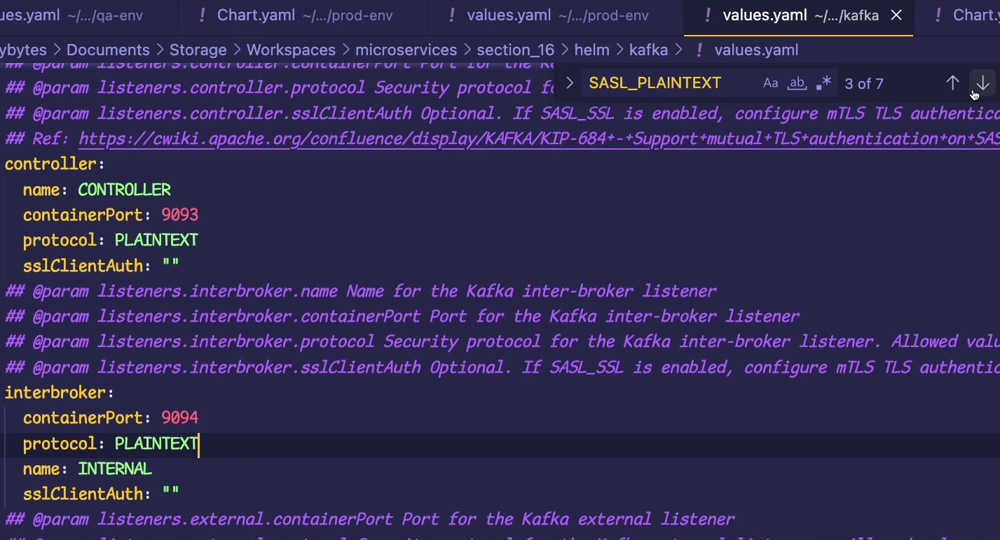 ues.yaml ~/.../qa-env ! Chart.yaml ~/.../prod-env ! values.yaml ~/.../prod-env ! values.yaml ~/.../kafka × ! Chart.y
ybytes > Documents > Storage > Workspaces > microservices > section_16 > helm > kafka > ! values.yaml
## @param listeners.controller.containerPort Port for the K
> SASL_PLAINTEXT Aa ab .* 3 of 7 ↑ ↓
## @param listeners.controller.protocol Security protocol fo
## @param listeners.controller.sslClientAuth Optional. If SASL_SSL is enabled, configure mTLS TLS authentica
## Ref: https://cwiki.apache.org/confluence/display/KAFKA/KIP-684+-+Support+mutual+TLS+authentication+on+SAS
controller:
name: CONTROLLER
containerPort: 9093
protocol: PLAINTEXT
sslClientAuth: ""
## @param listeners.interbroker.name Name for the Kafka inter-broker listener
## @param listeners.interbroker.containerPort Port for the Kafka inter-broker listener
## @param listeners.interbroker.protocol Security protocol for the Kafka inter-broker listener. Allowed valu
## @param listeners.interbroker.sslClientAuth Optional. If SASL_SSL is enabled, configure mTLS TLS authentic
interbroker:
containerPort: 9094
protocol: PLAINTEXT
name: INTERNAL
sslClientAuth: ""
## @param listeners.external.containerPort Port for the Kafka external listener